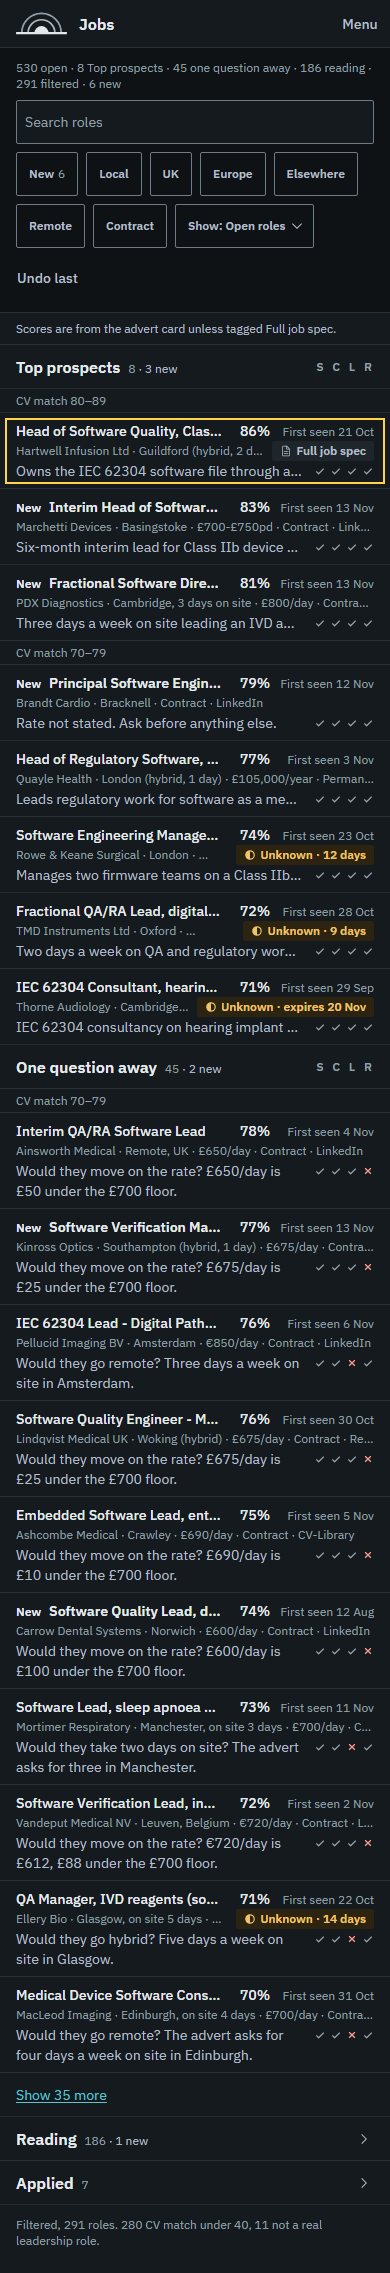 Jobs
Menu
530 open · 8 Top prospects · 45 one question away · 186 reading ·
291 filtered · 6 new
Search roles
New 6
Local
UK
Europe
Elsewhere
Remote
Contract
Show: Open roles
Undo last
Scores are from the advert card unless tagged Full job spec.
Top prospects 8 · 3 new S C L R
CV match 80–89
Head of Software Quality, Clas... 86% First seen 21 Oct
Hartwell Infusion Ltd · Guildford (hybrid, 2 d... Full job spec
Owns the IEC 62304 software file through a... ✓ ✓ ✓ ✓
New Interim Head of Softwar... 83% First seen 13 Nov
Marchetti Devices · Basingstoke · £700-£750pd · Contract · Link...
Six-month interim lead for Class IIb device ... ✓ ✓ ✓ ✓
New Fractional Software Dire... 81% First seen 13 Nov
PDX Diagnostics · Cambridge, 3 days on site · £800/day · Contra...
Three days a week on site leading an IVD a... ✓ ✓ ✓ ✓
CV match 70–79
New Principal Software Engin... 79% First seen 12 Nov
Brandt Cardio · Bracknell · Contract · LinkedIn
Rate not stated. Ask before anything else. ✓ ✓ ✓ ✓
Head of Regulatory Software, ... 77% First seen 3 Nov
Quayle Health · London (hybrid, 1 day) · £105,000/year · Perman...
Leads regulatory work for software as a me... ✓ ✓ ✓ ✓
Software Engineering Manage... 74% First seen 23 Oct
Rowe & Keane Surgical · London · ... Unknown · 12 days
Manages two firmware teams on a Class IIb... ✓ ✓ ✓ ✓
Fractional QA/RA Lead, digital... 72% First seen 28 Oct
TMD Instruments Ltd · Oxford · ... Unknown · 9 days
Two days a week on QA and regulatory wor... ✓ ✓ ✓ ✓
IEC 62304 Consultant, hearin... 71% First seen 29 Sep
Thorne Audiology · Cambridge... Unknown · expires 20 Nov
IEC 62304 consultancy on hearing implant ... ✓ ✓ ✓ ✓
One question away 45 · 2 new S C L R
CV match 70–79
Interim QA/RA Software Lead 78% First seen 4 Nov
Ainsworth Medical · Remote, UK · £650/day · Contract · LinkedIn
Would they move on the rate? £650/day is ✓ ✓ ✓ ×
£50 under the £700 floor.
New Software Verification Ma... 77% First seen 13 Nov
Kinross Optics · Southampton (hybrid, 1 day) · £675/day · Contra...
Would they move on the rate? £675/day is ✓ ✓ ✓ ×
£25 under the £700 floor.
IEC 62304 Lead - Digital Path... 76% First seen 6 Nov
Pellucid Imaging BV · Amsterdam · €850/day · Contract · LinkedIn
Would they go remote? Three days a week on ✓ ✓ × ✓
site in Amsterdam.
Software Quality Engineer - M... 76% First seen 30 Oct
Lindqvist Medical UK · Woking (hybrid) · £675/day · Contract · Re...
Would they move on the rate? £675/day is ✓ ✓ ✓ ×
£25 under the £700 floor.
Embedded Software Lead, ent... 75% First seen 5 Nov
Ashcombe Medical · Crawley · £690/day · Contract · CV-Library
Would they move on the rate? £690/day is ✓ ✓ ✓ ×
£10 under the £700 floor.
New Software Quality Lead, d... 74% First seen 12 Aug
Carrow Dental Systems · Norwich · £600/day · Contract · LinkedIn
Would they move on the rate? £600/day is ✓ ✓ ✓ ×
£100 under the £700 floor.
Software Lead, sleep apnoea ... 73% First seen 11 Nov
Mortimer Respiratory · Manchester, on site 3 days · £700/day · C...
Would they take two days on site? The advert ✓ ✓ × ✓
asks for three in Manchester.
Software Verification Lead, in... 72% First seen 2 Nov
Vandeput Medical NV · Leuven, Belgium · €720/day · Contract · L...
Would they move on the rate? €720/day is ✓ ✓ ✓ ×
£612, £88 under the £700 floor.
QA Manager, IVD reagents (so... 71% First seen 22 Oct
Ellery Bio · Glasgow, on site 5 days · ... Unknown · 14 days
Would they go hybrid? Five days a week on ✓ ✓ × ✓
site in Glasgow.
Medical Device Software Cons... 70% First seen 31 Oct
MacLeod Imaging · Edinburgh, on site 4 days · £700/day · Contra...
Would they go remote? The advert asks for ✓ ✓ × ✓
four days a week on site in Edinburgh.
Show 35 more
Reading 186 · 1 new
Applied 7
Filtered, 291 roles. 280 CV match under 40, 11 not a real
leadership role.